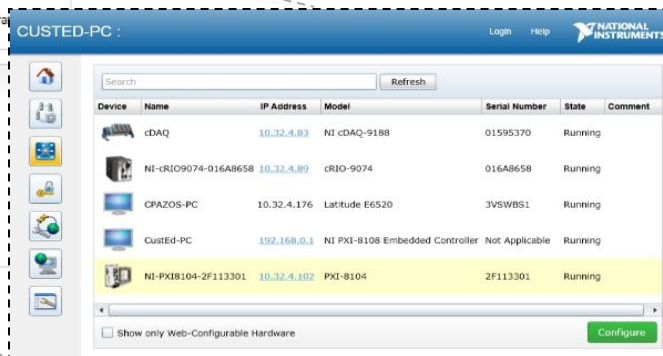 CUSTED-PC :
Login Help NATIONAL INSTRUMENTS
Search Refresh
Device Name IP Address Model Serial Number State Comment
cDAQ 10.32.4.83 NI cDAQ-9188 01595370 Running
NI-cRIO9074-016A8658 10.32.4.89 cRIO-9074 016A8658 Running
CPAZOS-PC 10.32.4.176 Latitude E6520 3VSWBS1 Running
CustEd-PC 192.168.0.1 NI PXI-8108 Embedded Controller Not Applicable Running
NI-PXI8104-2F113301 10.32.4.102 PXI-8104 2F113301 Running
Show only Web-Configurable Hardware Configure